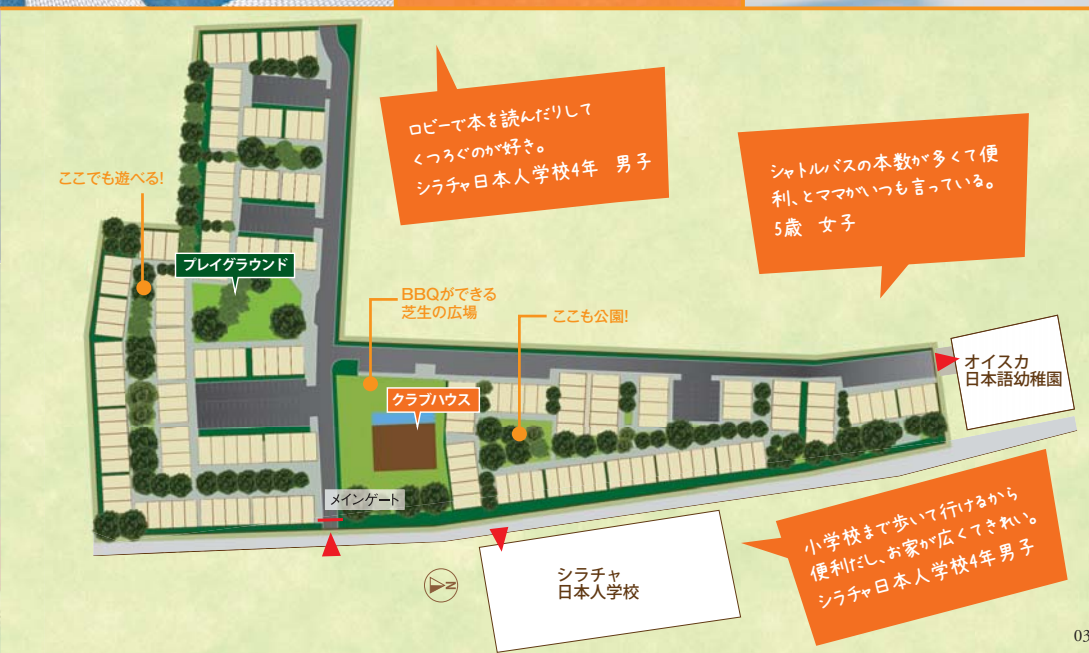 ロビーで本を読んだりして
くつろぐのが好き。
シラチャ日本人学校4年 男子
シャトルバスの本数が多くて便
利、とママがいつも言っている。
5歳 女子
ここでも遊べる!
プレイグラウンド
BBQができる
芝生の広場
ここも公園!
クラブハウス
オイスカ
日本語幼稚園
メインゲート
シラチャ
日本人学校
N
小学校まで歩いて行けるから
便利だし、お家が広くてきれい。
シラチャ日本人学校4年男子
03